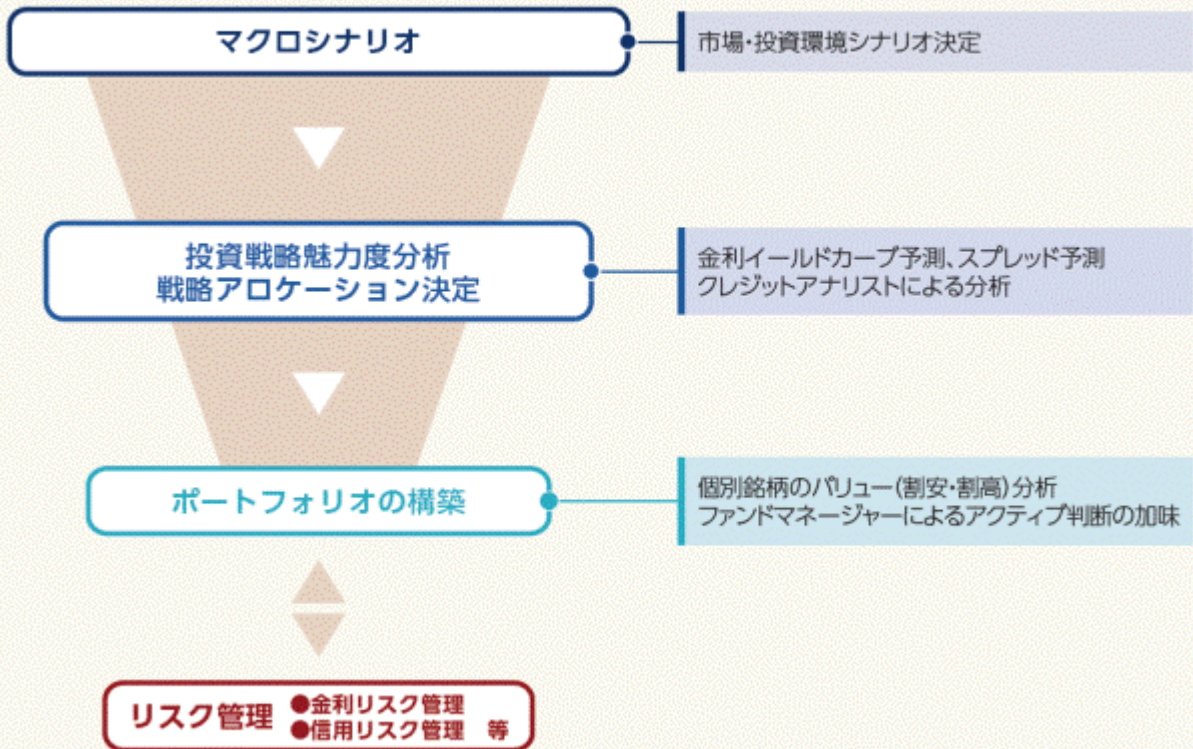 マクロシナリオ
市場・投資環境シナリオ決定
投資戦略魅力度分析
戦略アロケーション決定
金利イールドカーブ予測、スプレッド予測
クレジットアナリストによる分析
ポートフォリオの構築
個別銘柄のバリュー(割安・割高)分析
ファンドマネージャーによるアクティブ判断の加味
リスク管理
●金利リスク管理
●信用リスク管理 等